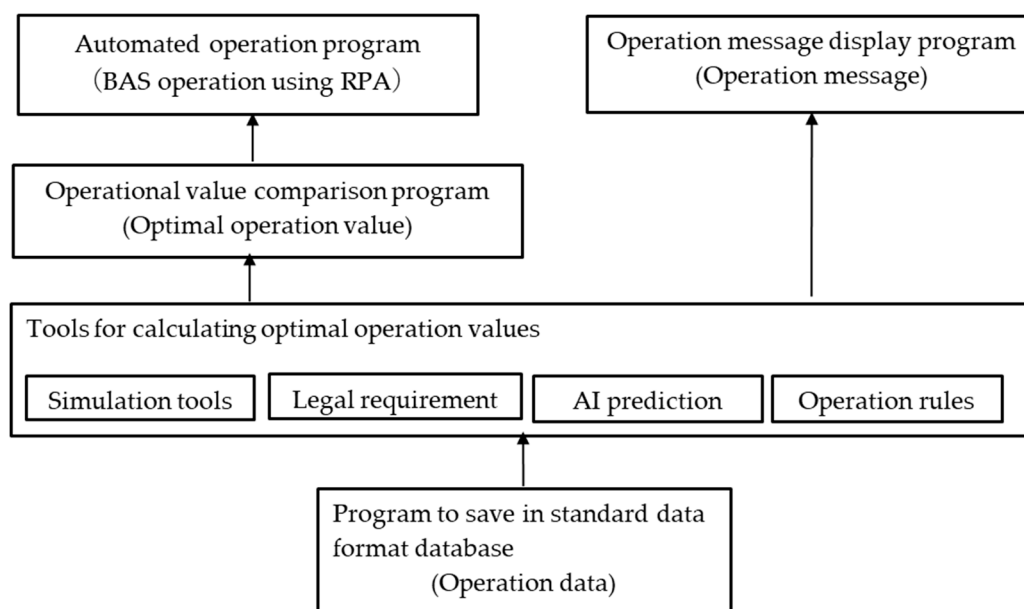 Automated operation program
（BAS operation using RPA）
Operation message display program
(Operation message)
Operational value comparison program
(Optimal operation value)
Tools for calculating optimal operation values
Simulation tools
Legal requirement
AI prediction
Operation rules
Program to save in standard data
format database
(Operation data)